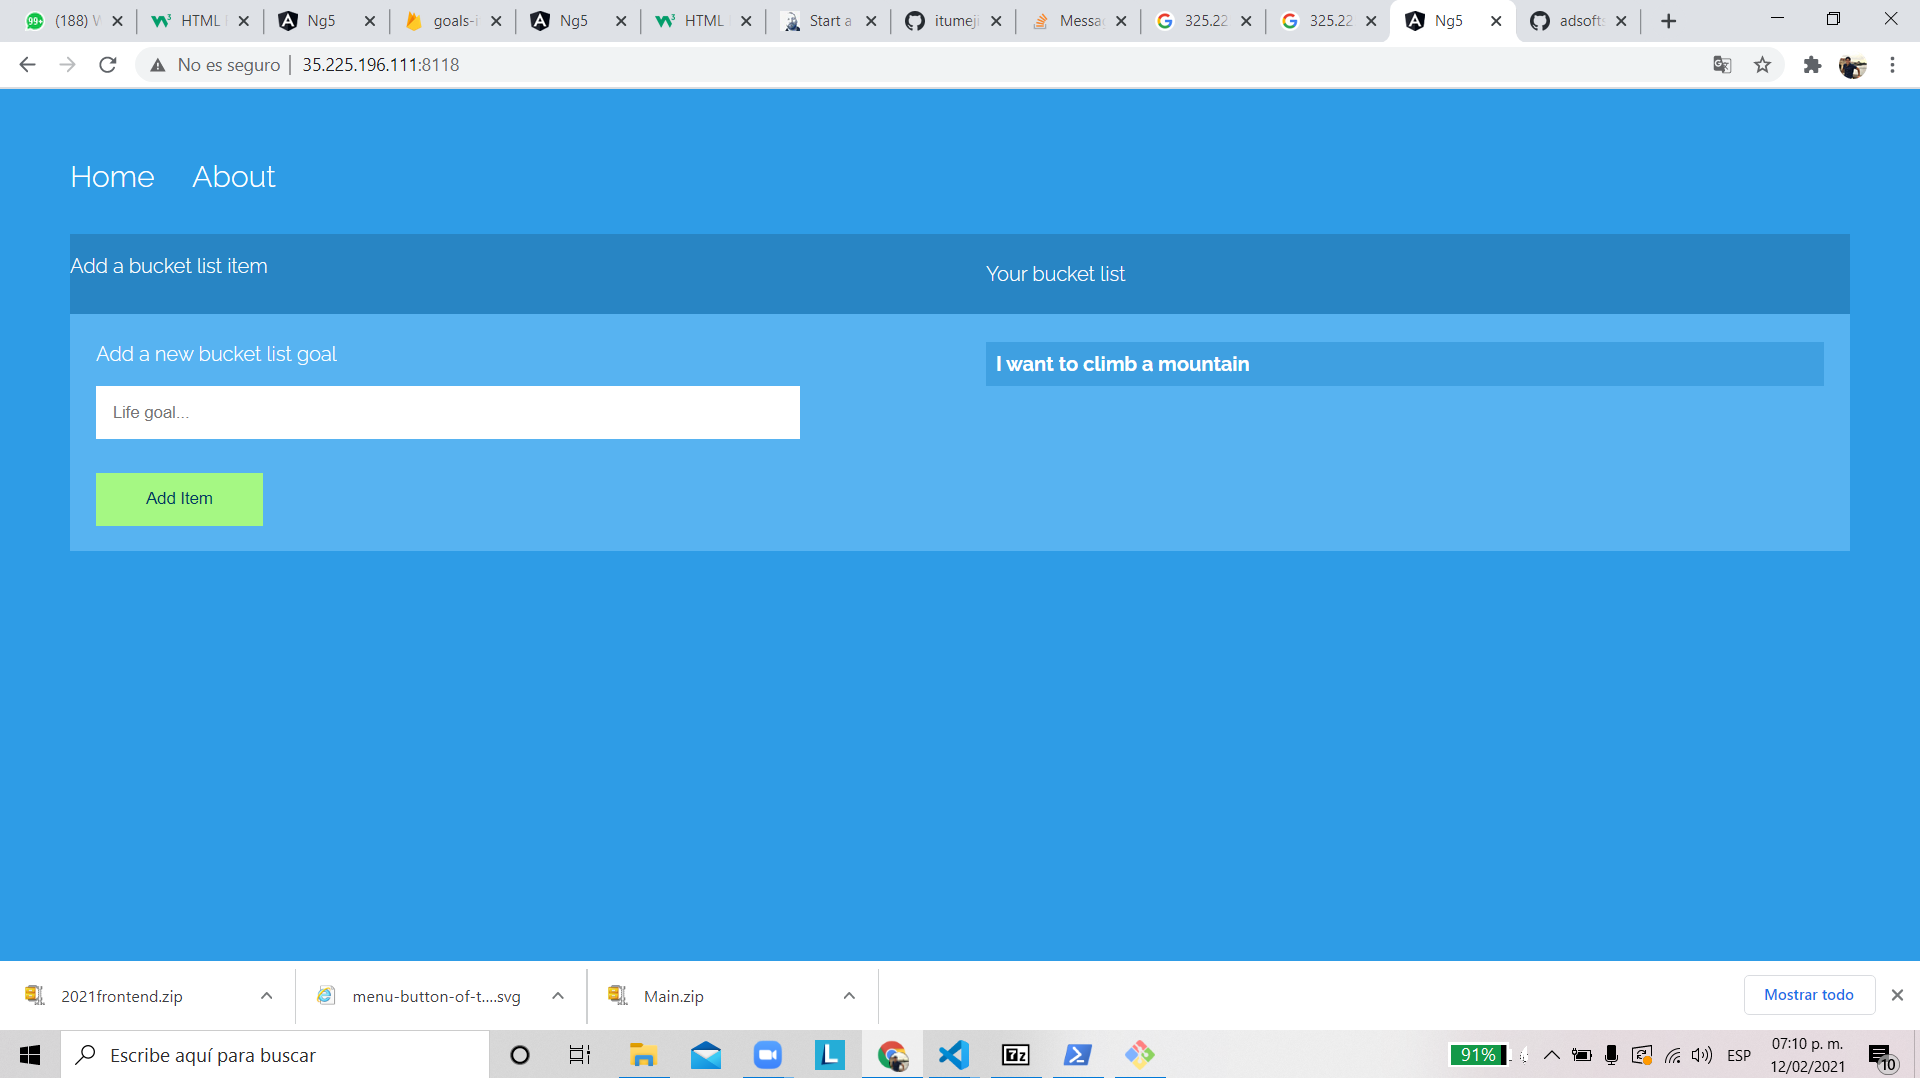 (188) W
HTML
Ng5
goals-i
Ng5
HTML
Start a
itumeji
Messag
325.22
325.22
Ng5
adsofts
No es seguro
35.225.196.111:8118
Home
About
Add a bucket list item
Your bucket list
Add a new bucket list goal
I want to climb a mountain
Life goal...
Add Item
2021frontend.zip
menu-button-of-t....svg
Main.zip
Mostrar todo
Escribe aquí para buscar
91%
ESP
07:10 p. m.
12/02/2021
10